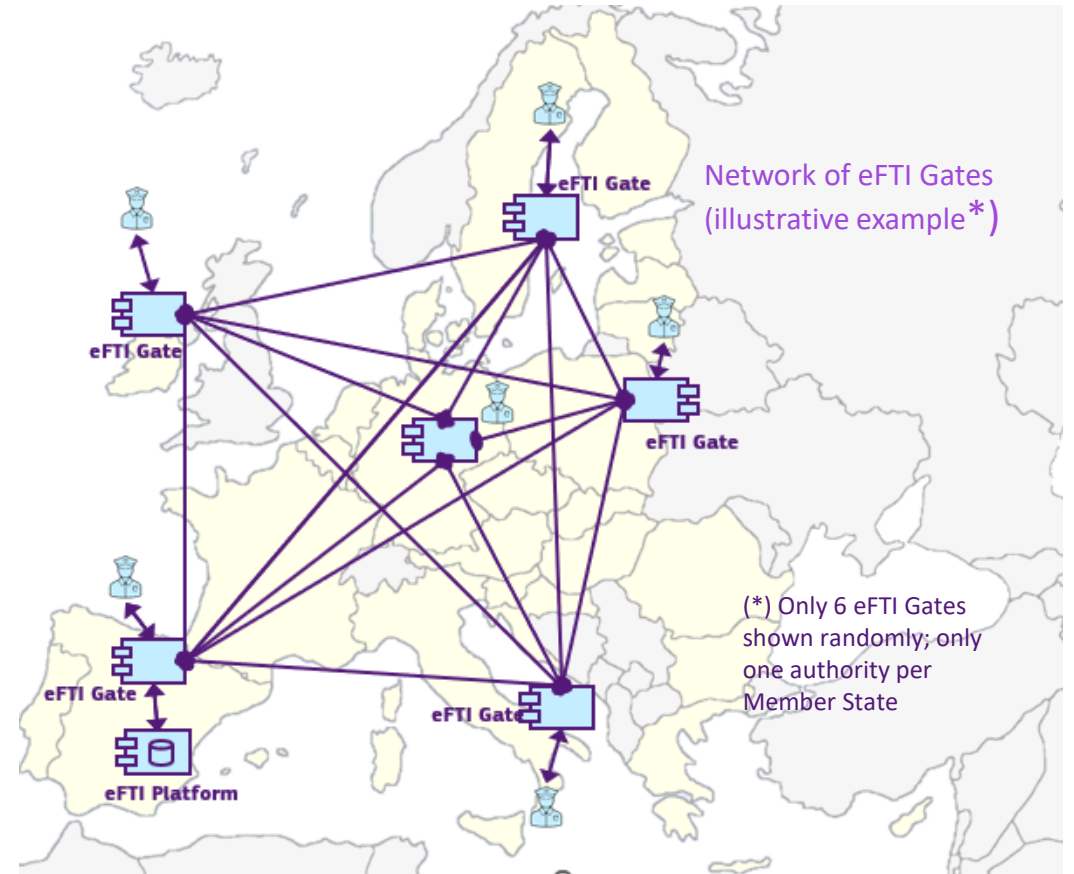 eFTI Gate
Network of eFTI Gates
(illustrative example*)
eFTI Gate
eFTI Gate
(*) Only 6 eFTI Gates
shown randomly; only
one authority per
Member State
eFTI Gate
eFTI Gate
eFTI Platform